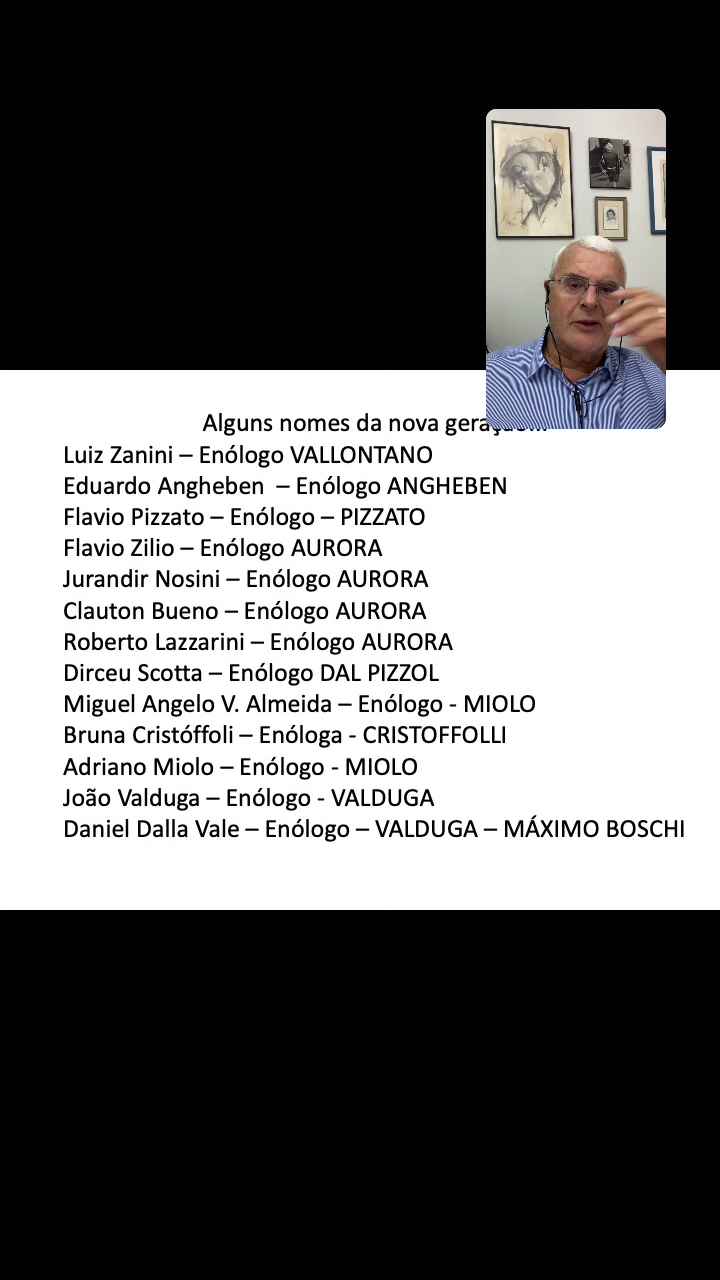 Alguns nomes da nova
Luiz Zanini – Enólogo VALLONTANO
Eduardo Angheben  – Enólogo ANGHEBEN
Flavio Pizzato – Enólogo – PIZZATO
Flavio Zilio – Enólogo AURORA
Jurandir Nosini – Enólogo AURORA
Clauton Bueno – Enólogo AURORA
Roberto Lazzarini – Enólogo AURORA
Dirceu Scotta – Enólogo DAL PIZZOL
Miguel Angelo V. Almeida – Enólogo - MIOLO
Bruna Cristóffoli – Enóloga - CRISTOFFOLLI
Adriano Miolo – Enólogo - MIOLO
João Valduga – Enólogo - VALDUGA
Daniel Dalla Vale – Enólogo – VALDUGA – MÁXIMO BOSCHI